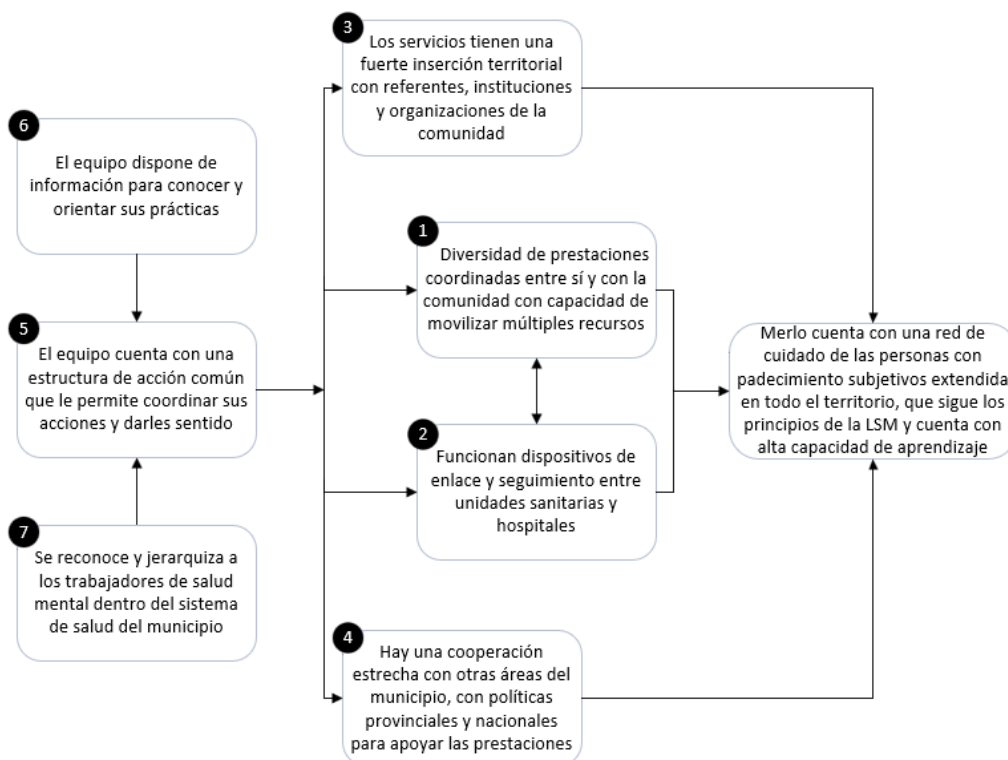 3
Los servicios tienen una
fuerte inserción territorial
con referentes, instituciones
y organizaciones de la
comunidad
6
El equipo dispone de
información para conocer y
orientar sus prácticas
1
Diversidad de prestaciones
coordinadas entre sí y con la
comunidad con capacidad de
movilizar múltiples recursos
5
El equipo cuenta con una
estructura de acción común
que le permite coordinar sus
acciones y darles sentido
Merlo cuenta con una red de
cuidado de las personas con
padecimiento subjetivos extendida
en todo el territorio, que sigue los
principios de la LSM y cuenta con
alta capacidad de aprendizaje
2
Funcionan dispositivos de
enlace y seguimiento entre
unidades sanitarias y
hospitales
7
Se reconoce y jerarquiza a
los trabajadores de salud
mental dentro del sistema
de salud del municipio
4
Hay una cooperación
estrecha con otras áreas del
municipio, con políticas
provinciales y nacionales
para apoyar las prestaciones